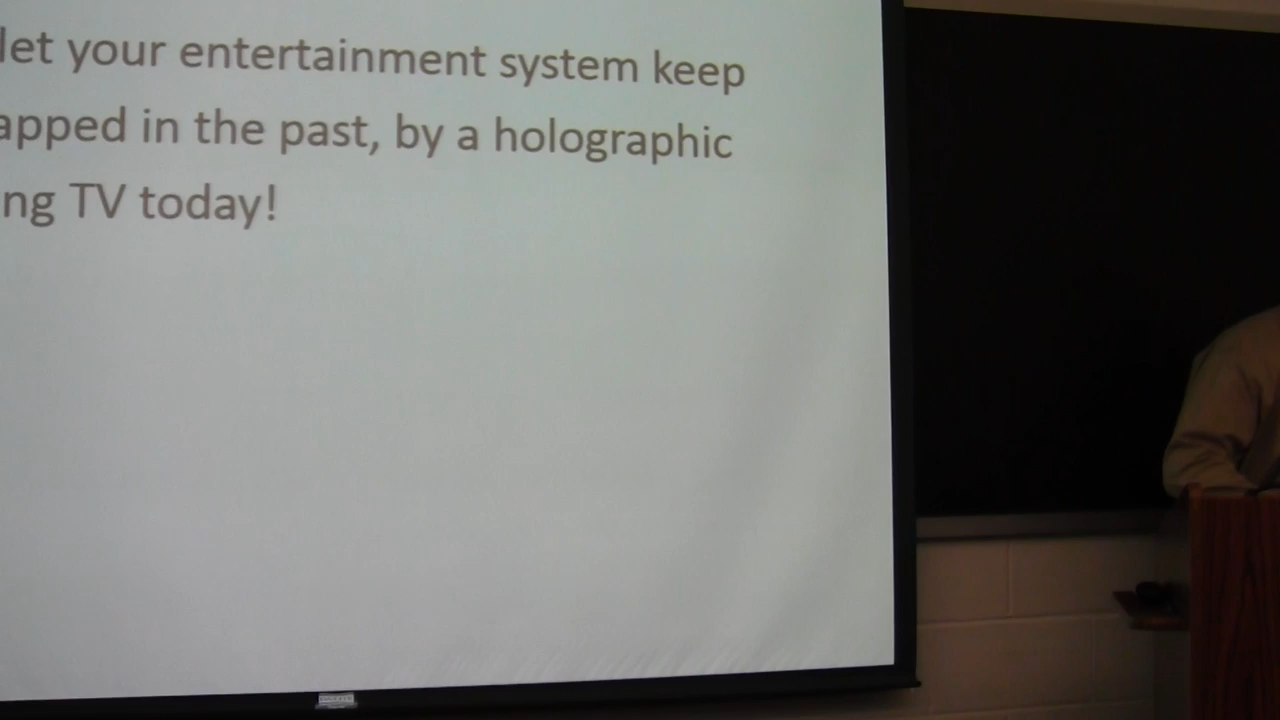 let your entertainment system keep
apped in the past, by a holographic
ng TV today!